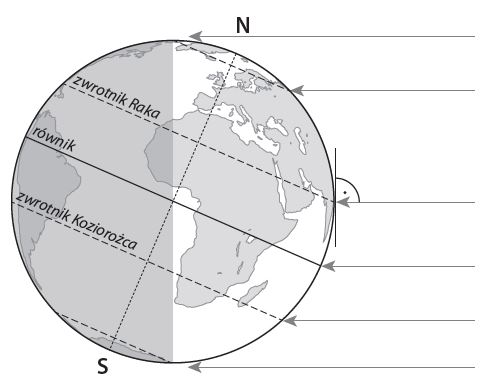 N
zwrotnik Raka
równik
zwrotnik Koziorożca
S